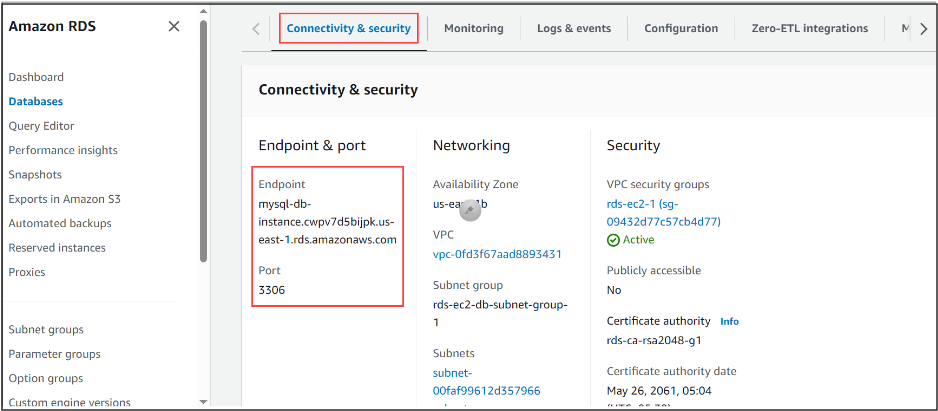 Amazon RDS
Dashboard
Databases
Query Editor
Performance insights
Snapshots
Exports in Amazon S3
Automated backups
Reserved instances
Proxies
Subnet groups
Parameter groups
Option groups
Custom engine versions
Connectivity & security
Monitoring
Logs & events
Configuration
Zero-ETL integrations
Connectivity & security
Endpoint & port
Endpoint
mysql-db-
instance.cwpv7d5bijpk.us-
east-1.rds.amazonaws.com
Port
3306
Networking
Availability Zone
VPC
vpc-0fd3f67aad8893431
Subnet group
rds-ec2-db-subnet-group-
1
Subnets
subnet-
00faf99612d357966
Security
VPC security groups
rds-ec2-1 (sg-
09432d77c57cb4d77)
Active
Publicly accessible
No
Certificate authority Info
rds-ca-rsa2048-g1
Certificate authority date
May 26, 2061, 05:04